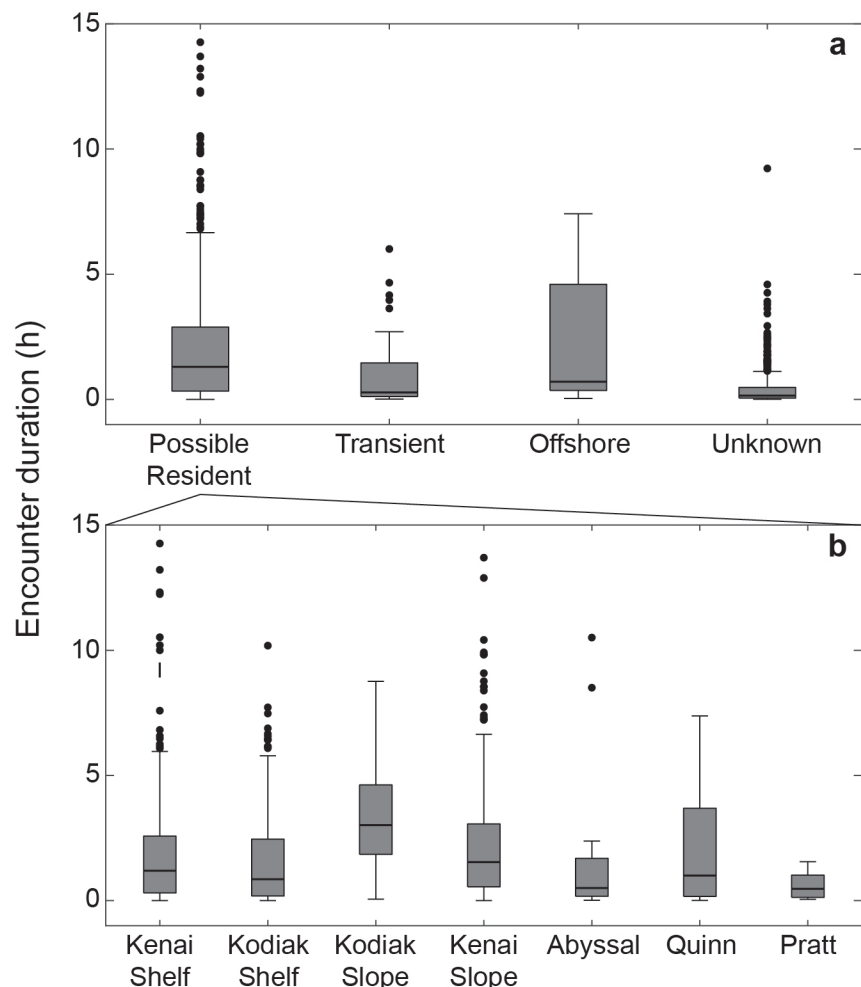 Encounter duration (h)
15
10
5
0
a
Possible
Resident
Transient
Offshore
Unknown
15
10
5
0
b
Kenai
Shelf
Kodiak
Shelf
Kodiak
Slope
Kenai
Slope
Abyssal
Quinn
Pratt